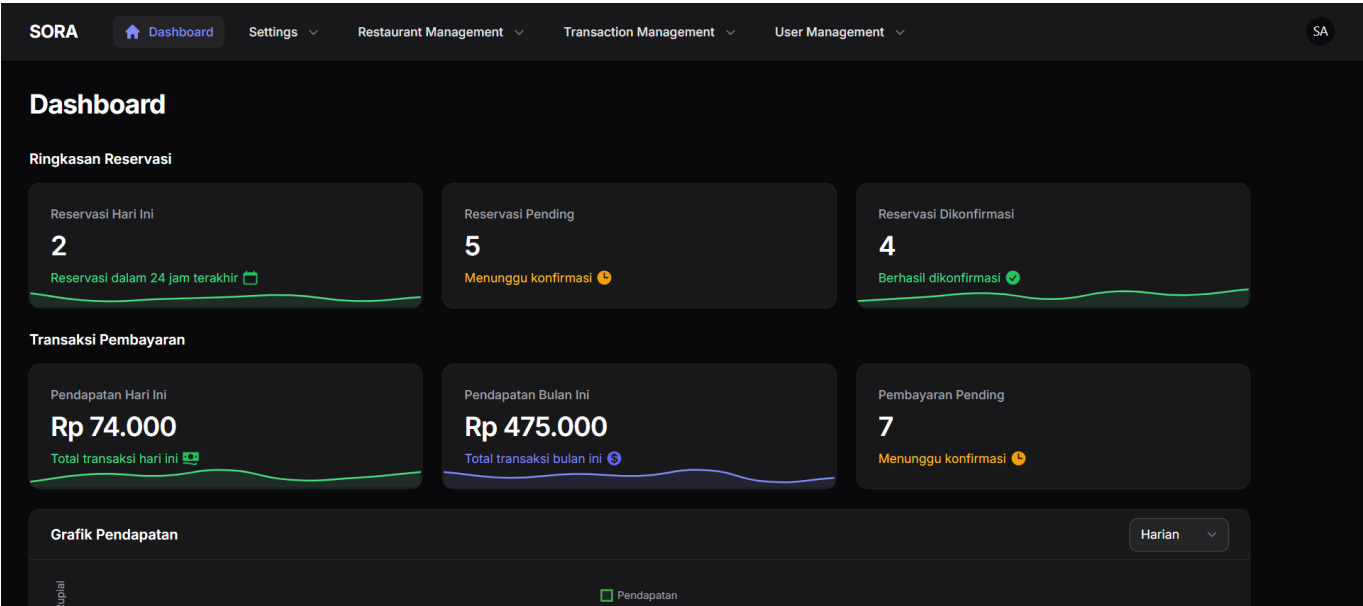 SORA Dashboard Settings Restaurant Management Transaction Management User Management SA
Dashboard
Ringkasan Reservasi
Reservasi Hari Ini
2
Reservasi dalam 24 jam terakhir
Reservasi Pending
5
Menunggu konfirmasi
Reservasi Dikonfirmasi
4
Berhasil dikonfirmasi
Transaksi Pembayaran
Pendapatan Hari Ini
Rp 74.000
Total transaksi hari ini
Pendapatan Bulan Ini
Rp 475.000
Total transaksi bulan ini
Pembayaran Pending
7
Menunggu konfirmasi
Grafik Pendapatan
Harian
Pendapatan